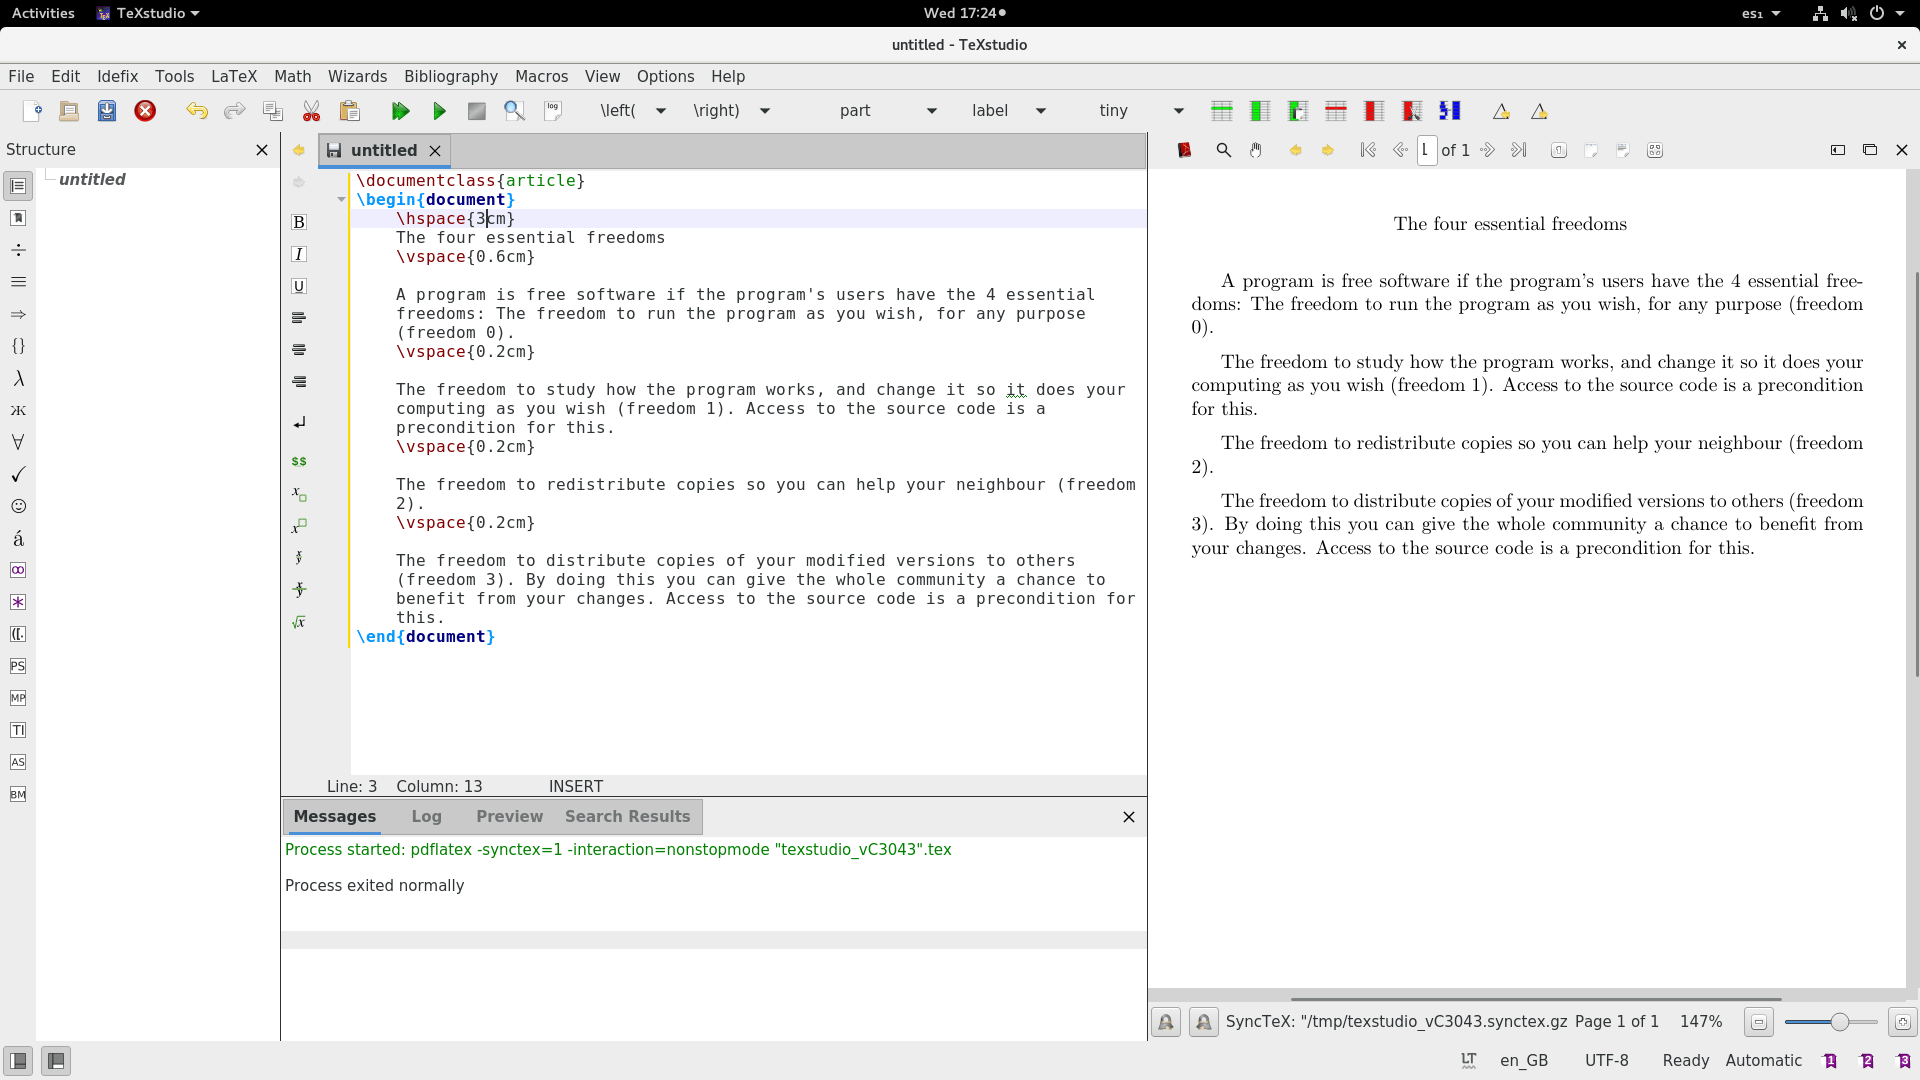 Activities TeXstudio Wed 17:24 es1
untitled - TeXstudio
File Edit Idefix Tools LaTeX Math Wizards Bibliography Macros View Options Help
log \left( \right) part label tiny
Structure
untitled
untitled
of 1
\documentclass{article}
\begin{document}
\hspace{3cm}
The four essential freedoms
\vspace{0.6cm}
A program is free software if the program's users have the 4 essential
freedoms: The freedom to run the program as you wish, for any purpose
(freedom 0).
\vspace{0.2cm}
The freedom to study how the program works, and change it so it does your
computing as you wish (freedom 1). Access to the source code is a
precondition for this.
\vspace{0.2cm}
The freedom to redistribute copies so you can help your neighbour (freedom
2).
\vspace{0.2cm}
The freedom to distribute copies of your modified versions to others
(freedom 3). By doing this you can give the whole community a chance to
benefit from your changes. Access to the source code is a precondition for
this.
\end{document}
Line: 3 Column: 13 INSERT
Messages Log Preview Search Results
Process started: pdflatex -synctex=1 -interaction=nonstopmode "texstudio_vC3043".tex
Process exited normally
The four essential freedoms
A program is free software if the program's users have the 4 essential free-
doms: The freedom to run the program as you wish, for any purpose (freedom
0).
The freedom to study how the program works, and change it so it does your
computing as you wish (freedom 1). Access to the source code is a precondition
for this.
The freedom to redistribute copies so you can help your neighbour (freedom
2).
The freedom to distribute copies of your modified versions to others (freedom
3). By doing this you can give the whole community a chance to benefit from
your changes. Access to the source code is a precondition for this.
SyncTeX: "/tmp/texstudio_vC3043.synctex.gz Page 1 of 1 147%
LT en_GB UTF-8 Ready Automatic 1 2 3
B
I
U
$$
{}
λ
ж
∀
á
PS
MP
TI
AS
BM